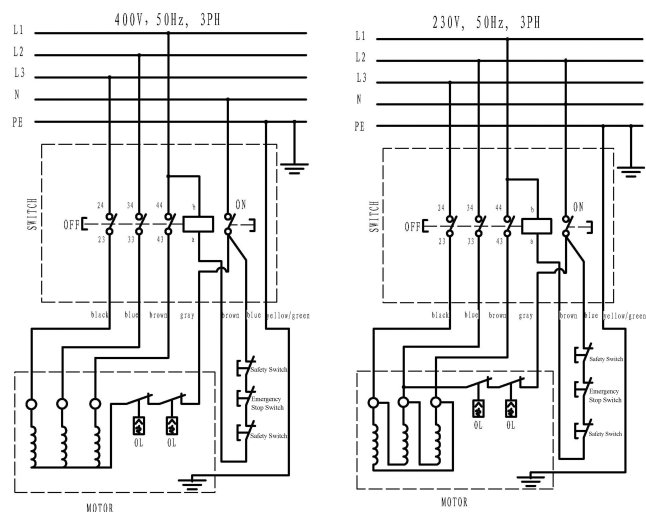 400V, 50Hz, 3PH
L1
L2
L3
N
PE
SWITCH
24
34
44
b
ON
OFF
23
33
43
a
black
blue
brown
gray
brown
blue
yellow/green
Safety Switch
Emergency
Stop Switch
Safety Switch
OL
OL
MOTOR
230V, 50Hz, 3PH
L1
L2
L3
N
PE
SWITCH
24
34
44
b
ON
OFF
23
33
43
a
black
blue
brown
gray
brown
blue
yellow/green
Safety Switch
Emergency
Stop Switch
Safety Switch
OL
OL
MOTOR